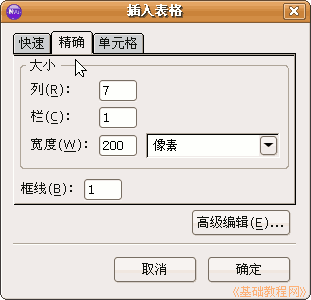 插入表格
快速 精确 单元格
大小
列(R): 7
栏(C): 1
宽度(W): 200 像素
框线(B): 1
高级编辑(E)...
取消 确定
《基础教程网》